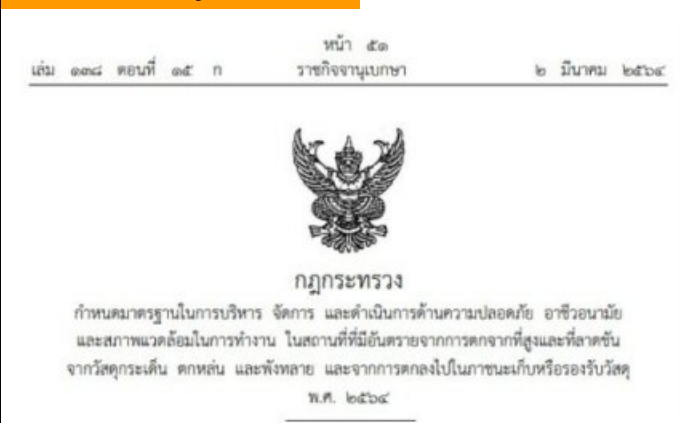 หน้า ๕๑
เล่ม ๑๓๘ ตอนที่ ๑๕ ก ราชกิจจานุเบกษา ๒ มีนาคม ๒๕๖๔
กฎกระทรวง
กำหนดมาตรฐานในการบริหาร จัดการ และดำเนินการด้านความปลอดภัย อาชีวอนามัย
และสภาพแวดล้อมในการทำงาน ในสถานที่ที่มีอันตรายจากการตกจากที่สูงและที่ลาดชัน
จากวัสดุกระเด็น ตกหล่น และพังทลาย และจากการตกลงไปในภาชนะเก็บหรือรองรับวัสดุ
พ.ศ. ๒๕๖๔